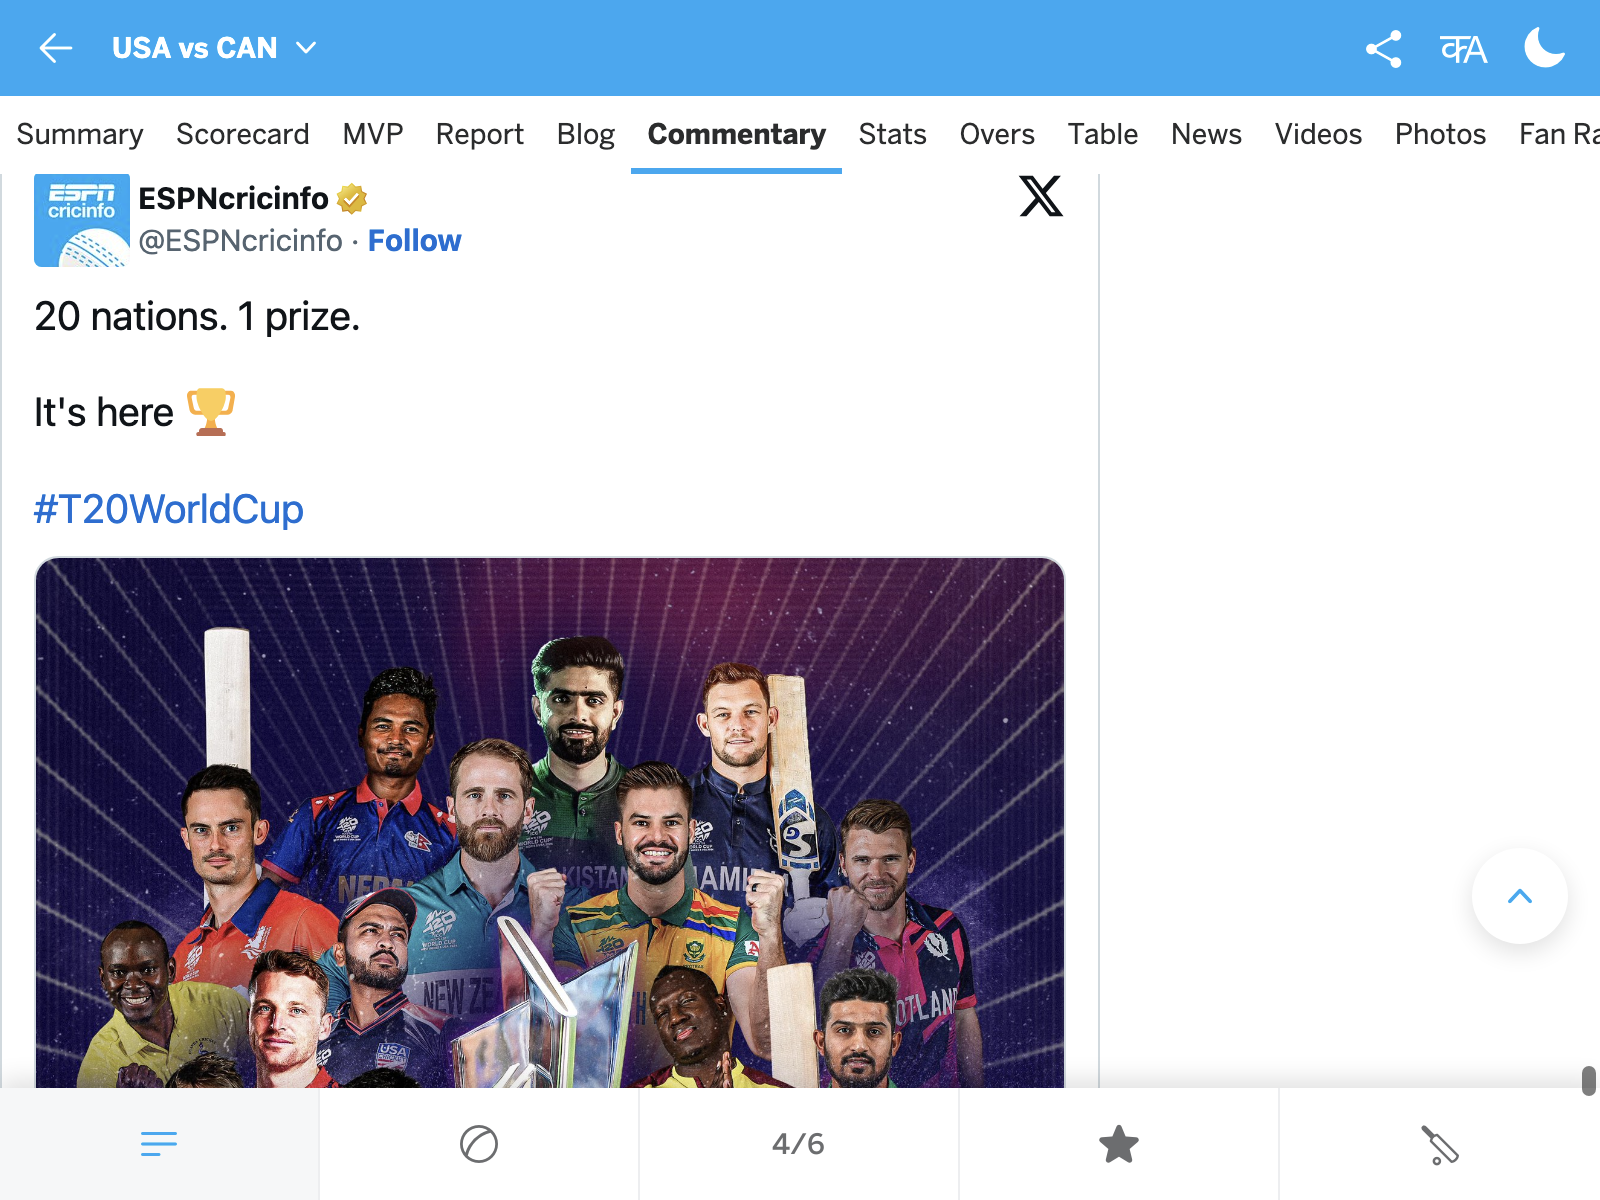 USA vs CAN
Summary Scorecard MVP Report Blog Commentary Stats Overs Table News Videos Photos Fan Ra
ESPN
cricinfo
ESPNcricinfo
@ESPNcricinfo · Follow
20 nations. 1 prize.
It's here 🏆
#T20WorldCup
NEPA
KISTAN
AMI
NEW ZE
OTLAND
USA
4/6